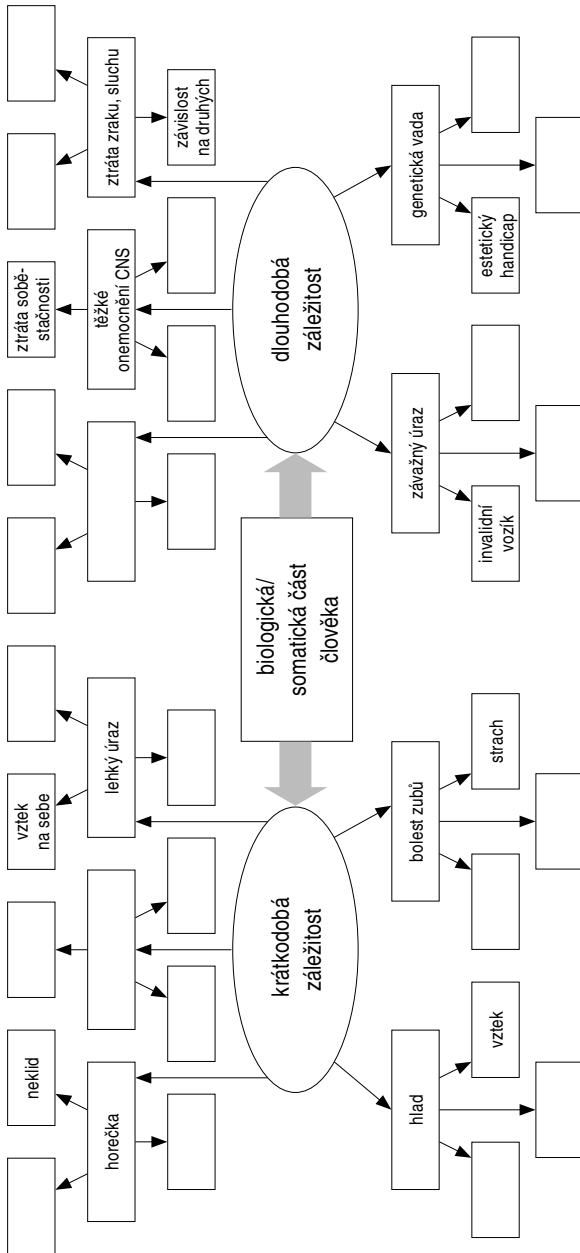 neklid
vztek
na sebe
ztráta sobě-
stačnosti
horečka
lehký úraz
těžké
onemocnění CNS
ztráta zraku, sluchu
závislost
na druhých
krátkodobá
záležitost
biologická/
somatická část
člověka
dlouhodobá
záležitost
hlad
bolest zubů
závažný úraz
genetická vada
vztek
strach
invalidní
vozík
estetický
handicap